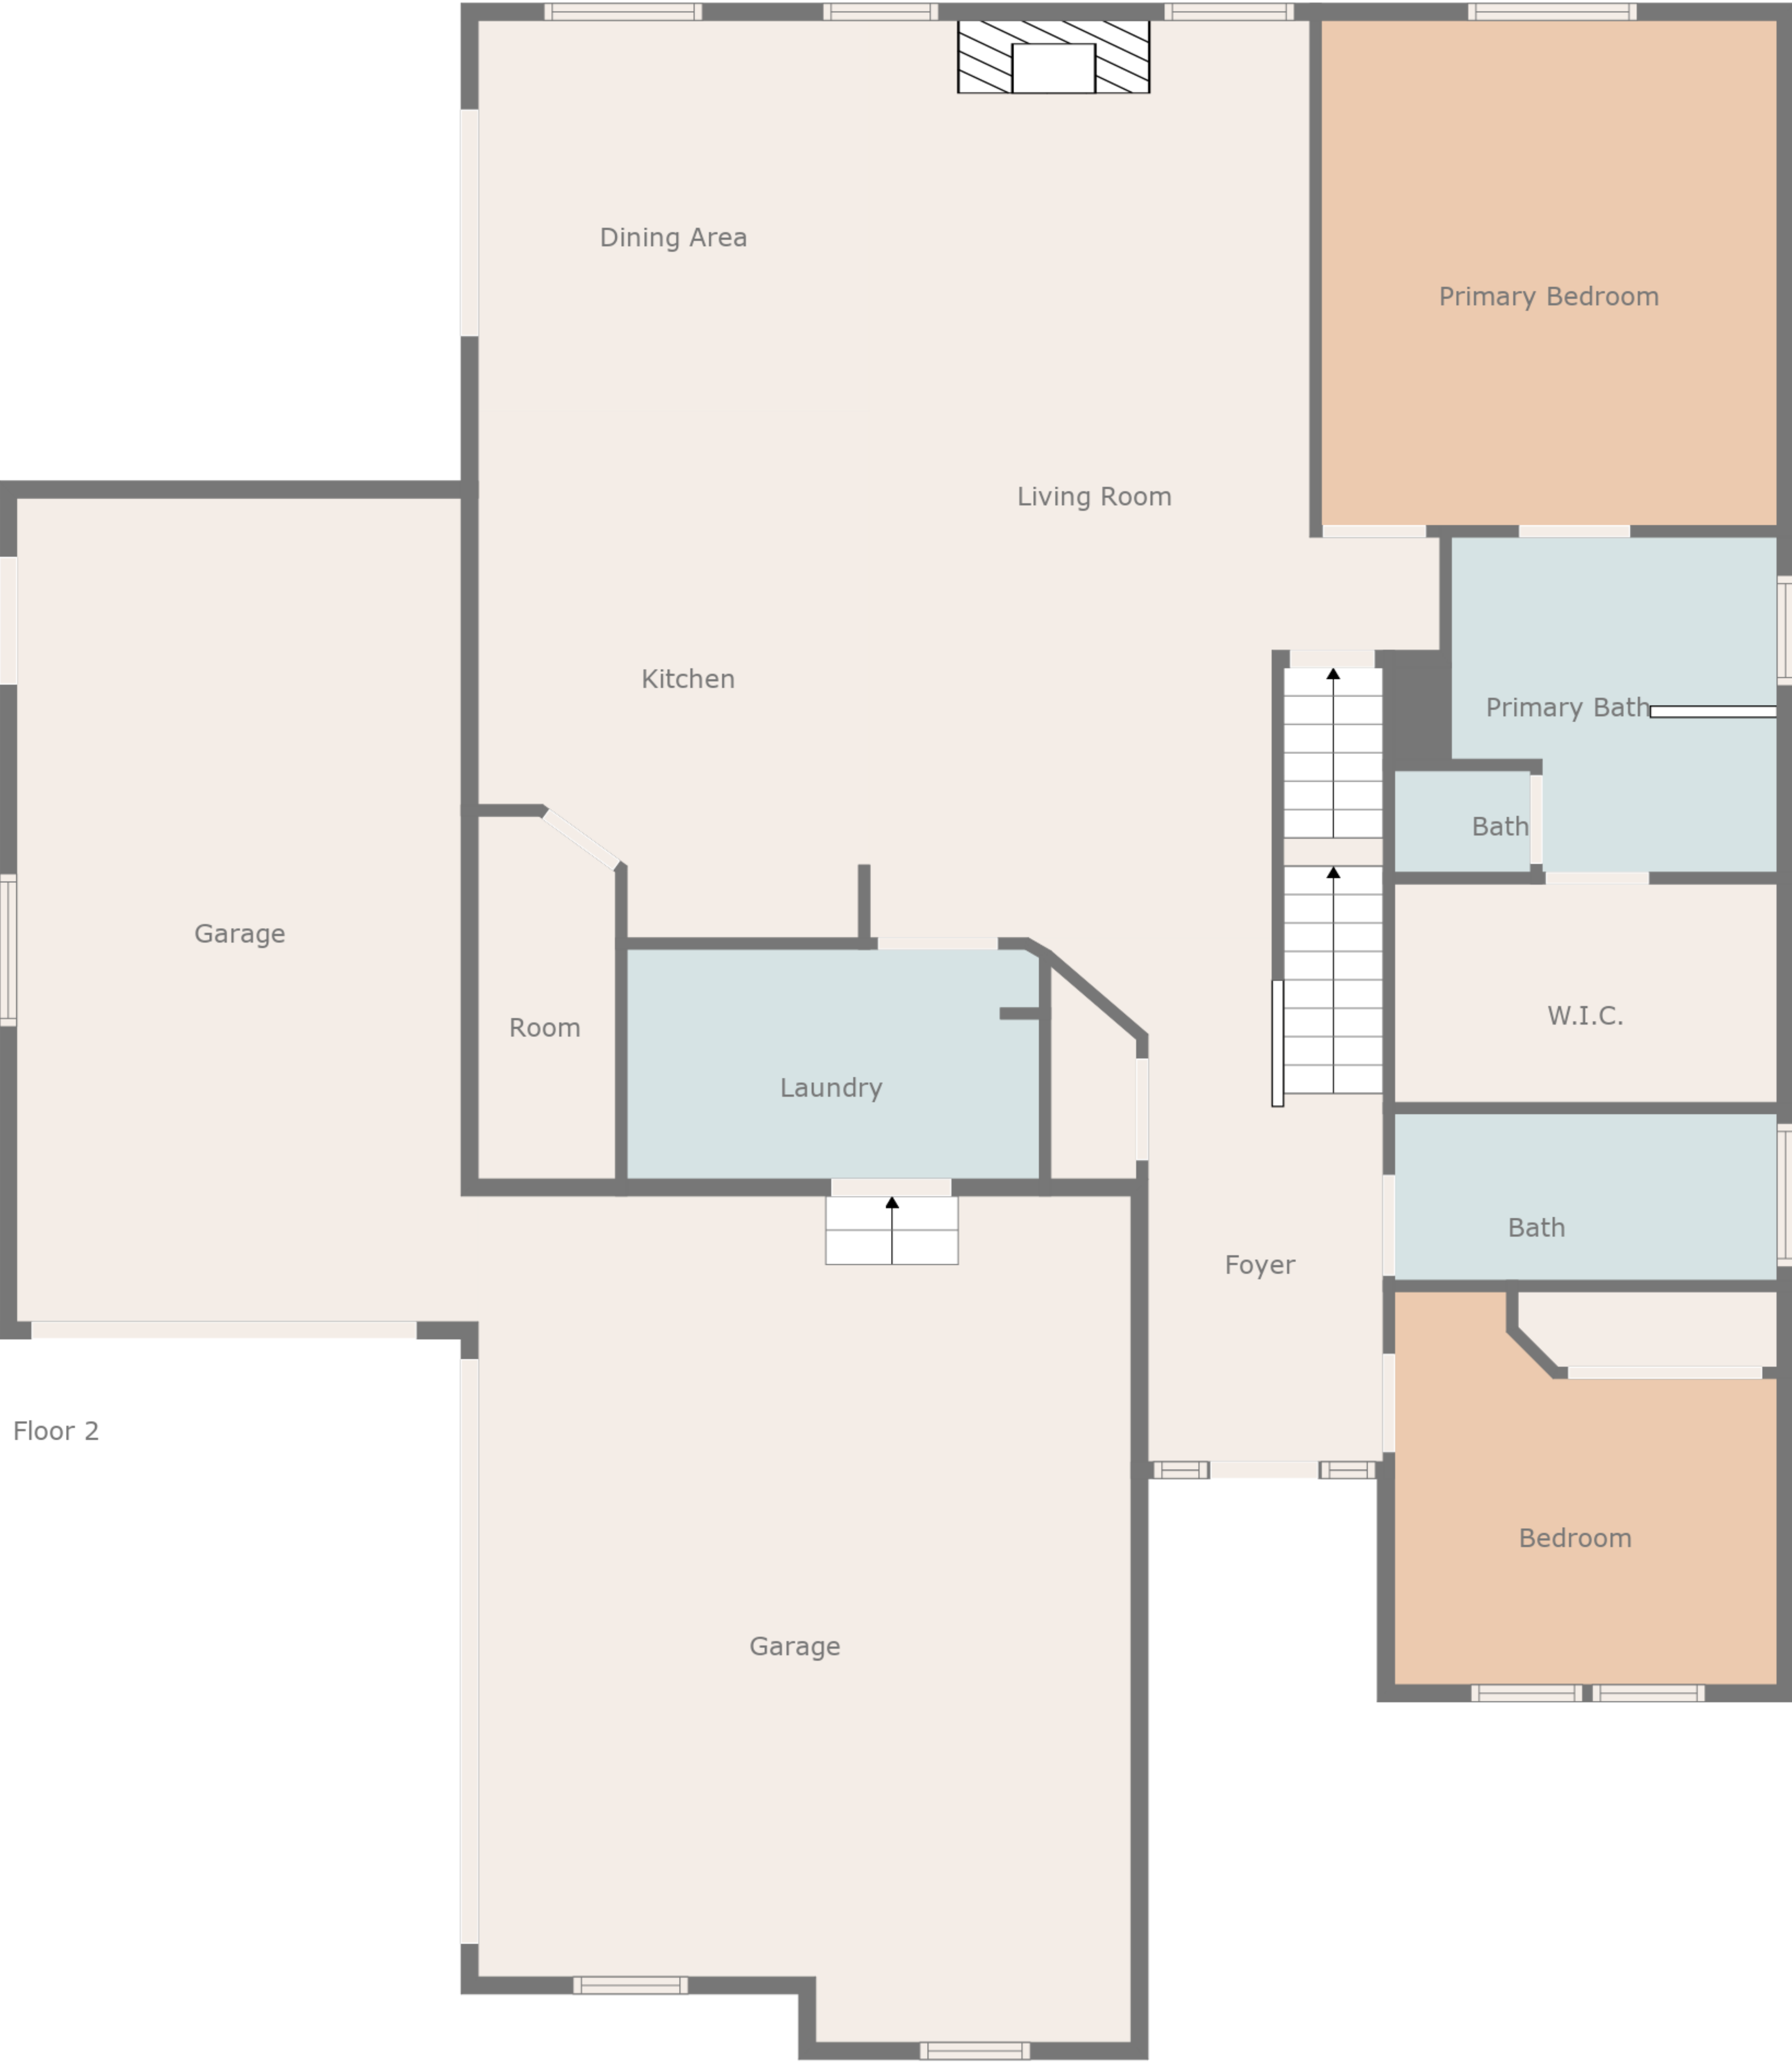 Dining Area
Primary Bedroom
Living Room
Kitchen
Primary Bath
Bath
Garage
W.I.C.
Room
Laundry
Bath
Foyer
Floor 2
Bedroom
Garage